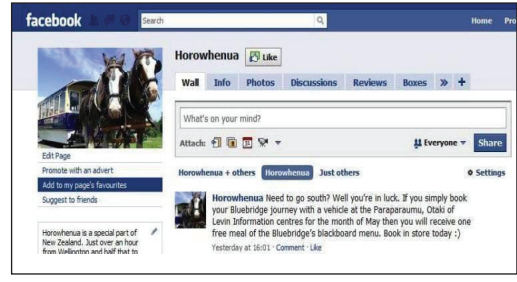 facebook Search Home Pro
Horowhenua Like
Wall Info Photos Discussions Reviews Boxes » +
What's on your mind?
Attach: Everyone Share
Edit Page
Promote with an advert
Add to my page's favourites
Suggest to friends
Horowhenua + others Horowhenua Just others Settings
Horowhenua Need to go south? Well you're in luck. If you simply book
your Bluebridge journey with a vehicle at the Paraparaumu, Otaki of
Levin Information centres for the month of May then you will receive one
free meal of the Bluebridge's blackboard menu. Book in store today :)
Yesterday at 16:01 · Comment · Like
Horowhenua is a special part of
New Zealand. Just over an hour
from Wellington and half that to